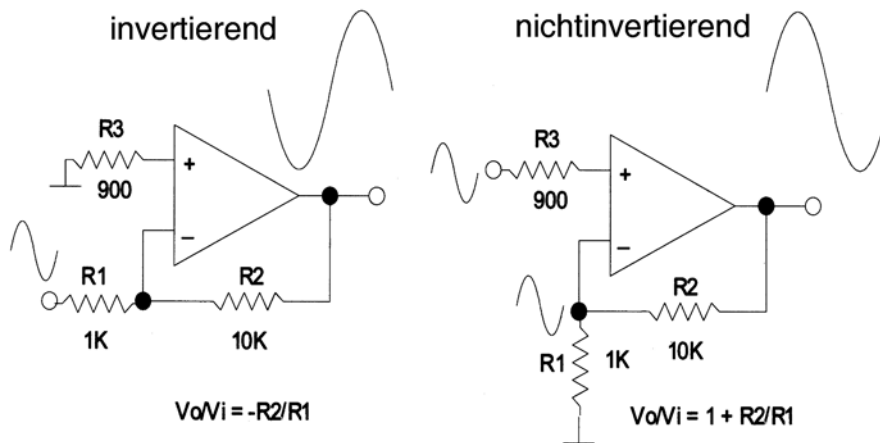 invertierend
R3
900
+
−
R1
1K
R2
10K
Vo/Vi = -R2/R1
nichtinvertierend
R3
900
+
−
R2
10K
R1
1K
Vo/Vi = 1 + R2/R1